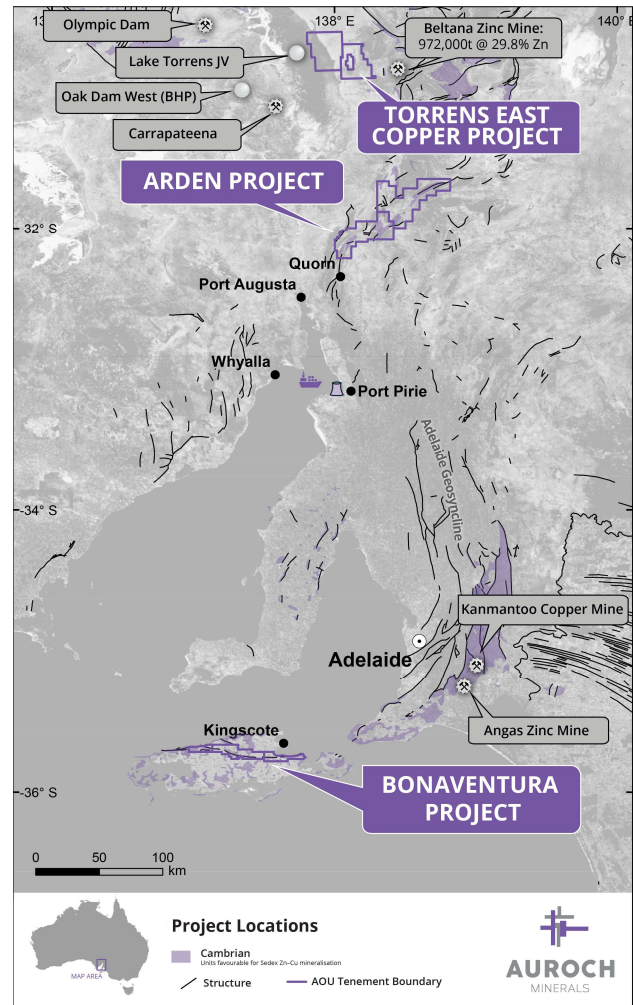 138° E
140°
Olympic Dam
Beltana Zinc Mine:
972,000t @ 29.8% Zn
Lake Torrens JV
Oak Dam West (BHP)
Carrapateena
TORRENS EAST
COPPER PROJECT
ARDEN PROJECT
-32° S
Quorn
Port Augusta
Whyalla
Port Pirie
Adelaide Geosyncline
-34° S
Kanmantoo Copper Mine
Adelaide
Angas Zinc Mine
Kingscote
BONAVENTURA
PROJECT
-36° S
0 50 100
km
Project Locations
Cambrian
Units favourable for Sedex Zn-Cu mineralisation
Structure
AOU Tenement Boundary
MAP AREA
AUROCH
MINERALS